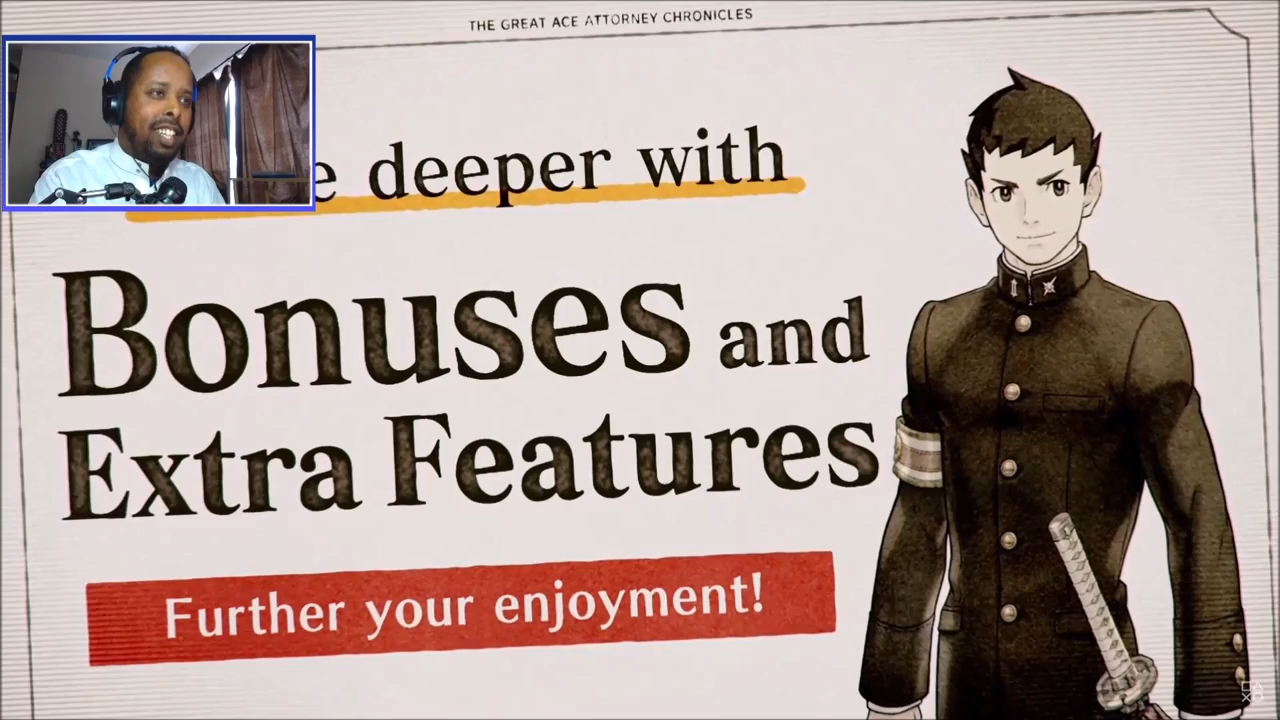 THE GREAT ACE ATTORNEY CHRONICLES
e deeper with
Bonuses and
Extra Features
Further your enjoyment!